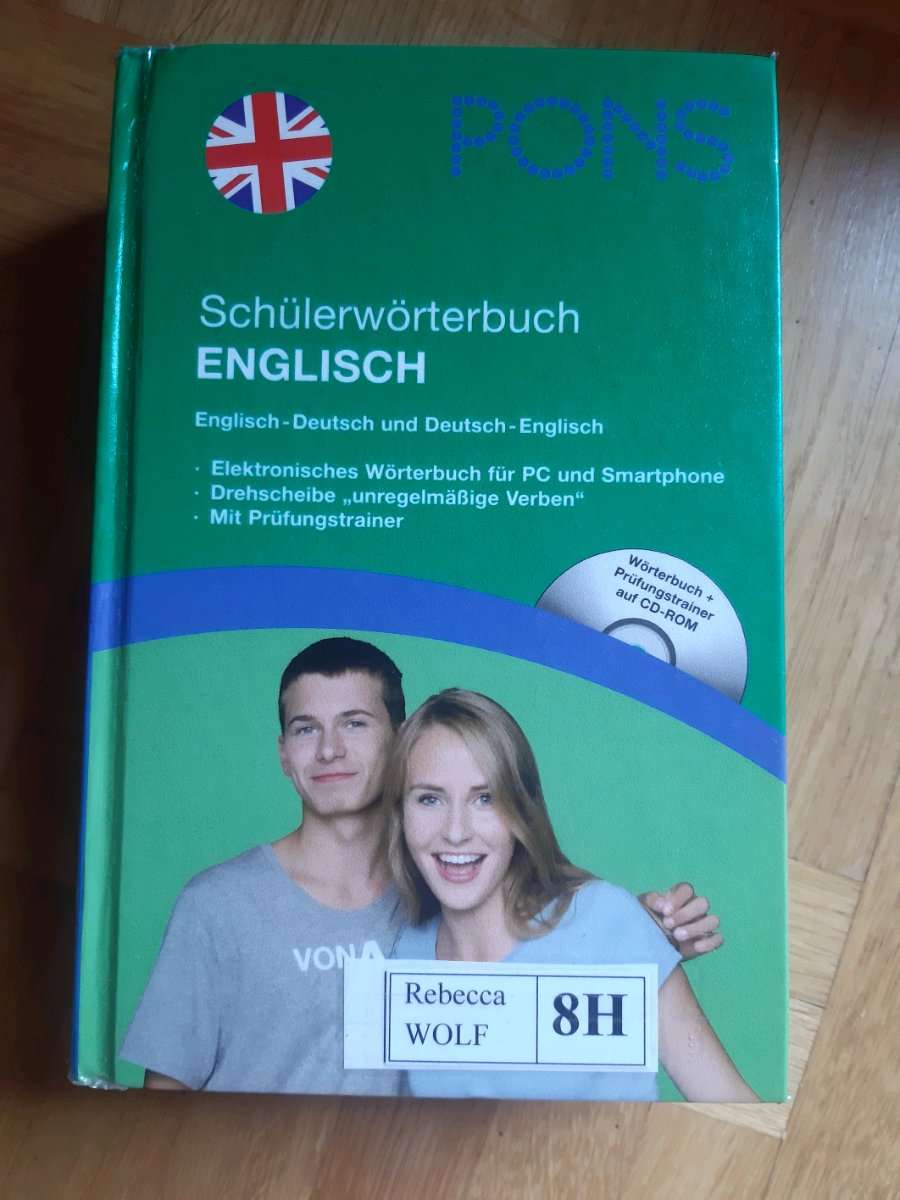 PONS
Schülerwörterbuch
ENGLISCH
Englisch-Deutsch und Deutsch-Englisch
· Elektronisches Wörterbuch für PC und Smartphone
· Drehscheibe „unregelmäßige Verben“
· Mit Prüfungstrainer
Wörterbuch +
Prüfungstrainer
auf CD-ROM
VON A
Rebecca
WOLF
8H